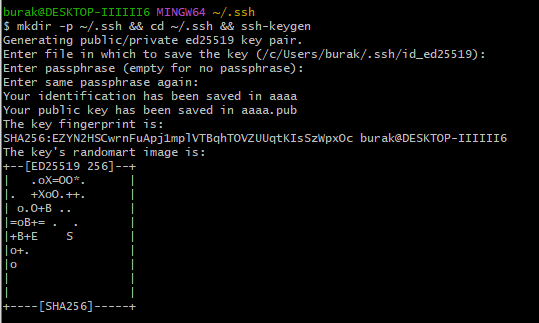 burak@DESKTOP-IIIIII6 MINGW64 ~/.ssh
$ mkdir -p ~/.ssh && cd ~/.ssh && ssh-keygen
Generating public/private ed25519 key pair.
Enter file in which to save the key (/c/Users/burak/.ssh/id_ed25519):
Enter passphrase (empty for no passphrase):
Enter same passphrase again:
Your identification has been saved in aaaa
Your public key has been saved in aaaa.pub
The key fingerprint is:
SHA256:EZYN2HSCwrnFuApj1mplVTBqhTOVZUUqtKIsSzWpxOc burak@DESKTOP-IIIIII6
The key's randomart image is:
+--[ED25519 256]--+
|   .oX=OO*.      |
|.  +XoO.++.      |
| o.O+B ..        |
|=oB+= .  .       |
|+B+E    S        |
|o+.              |
|o                |
|                 |
|                 |
+----[SHA256]-----+